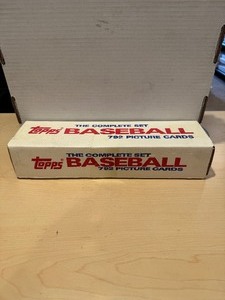 THE COMPLETE SET
topps BASEBALL
792 PICTURE CARDS
THE COMPLETE SET
topps BASEBALL
792 PICTURE CARDS